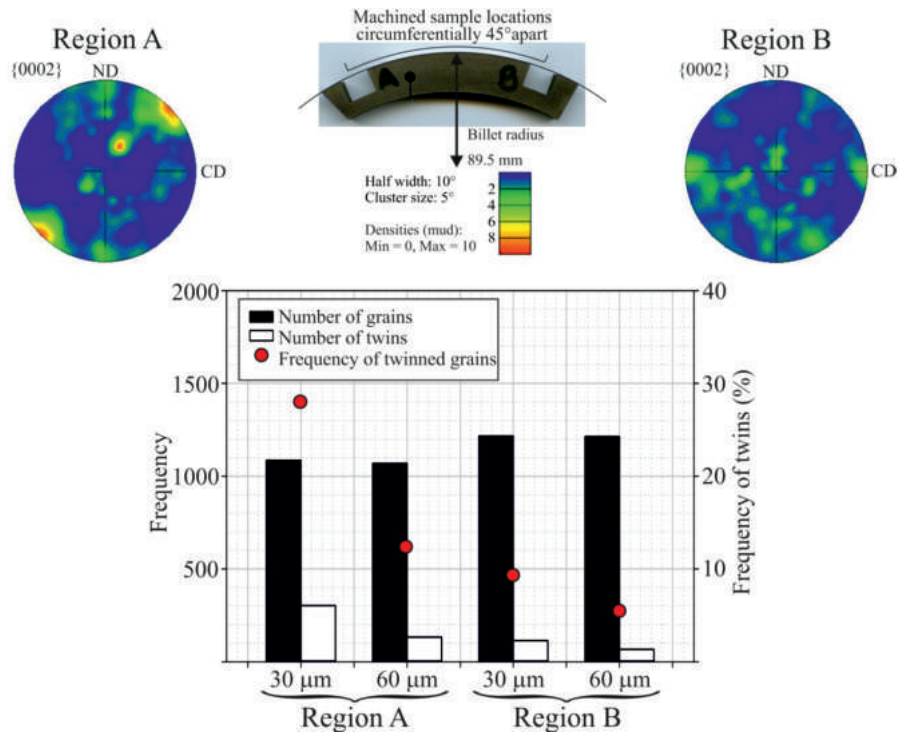 Machined sample locations
circumferentially 45°apart
Region A
{0002}
ND
CD
A
B
Billet radius
89.5 mm
Half width: 10°
Cluster size: 5°
Densities (mud):
Min = 0, Max = 10
2
4
6
8
Region B
{0002}
ND
CD
2000
1500
1000
500
Frequency
Number of grains
Number of twins
Frequency of twinned grains
40
30
20
10
Frequency of twins (%)
30 µm
60 µm
30 µm
60 µm
Region A
Region B